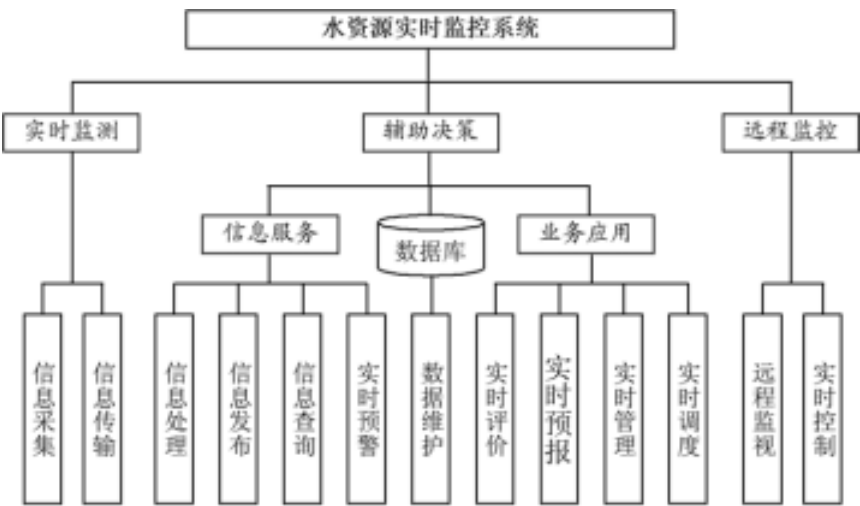 水资源实时监控系统
实时监测
辅助决策
远程监控
信息服务
数据库
业务应用
信息采集
信息传输
信息处理
信息发布
信息查询
实时预警
数据维护
实时评价
实时预报
实时管理
实时调度
远程监视
实时控制